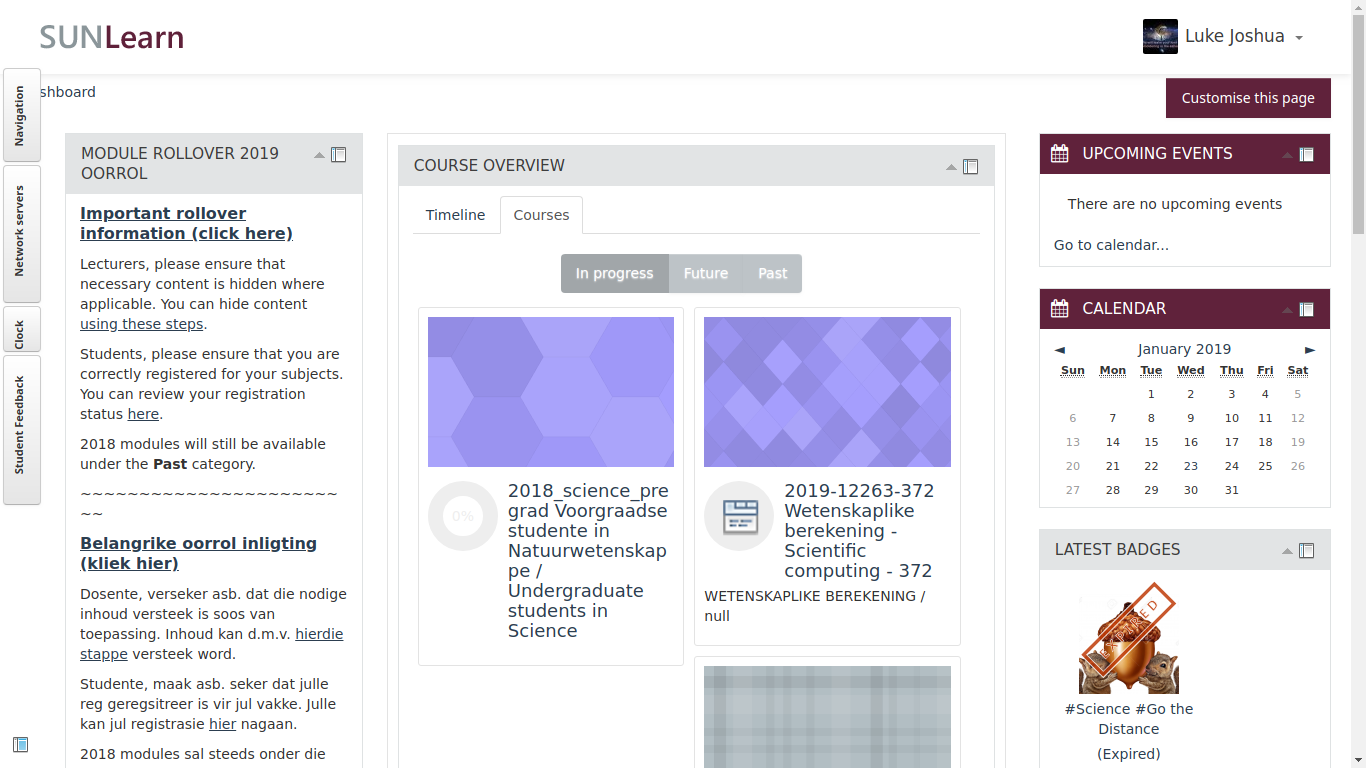 SUNLearn
Luke Joshua
shboard
Customise this page
Navigation
Network servers
Clock
Student Feedback
MODULE ROLLOVER 2019
OORROL
Important rollover
information (click here)
Lecturers, please ensure that
necessary content is hidden where
applicable. You can hide content
using these steps.
Students, please ensure that you are
correctly registered for your subjects.
You can review your registration
status here.
2018 modules will still be available
under the Past category.
~~~~~~~~~~~~~~~~~~~~~~
~~
Belangrike oorrol inligting
(kliek hier)
Dosente, verseker asb. dat die nodige
inhoud versteek is soos van
toepassing. Inhoud kan d.m.v. hierdie
stappe versteek word.
Studente, maak asb. seker dat julle
reg geregsitreer is vir jul vakke. Julle
kan jul registrasie hier nagaan.
2018 modules sal steeds onder die
COURSE OVERVIEW
Timeline Courses
In progress Future Past
0%
2018_science_pre
grad Voorgraadse
studente in
Natuurwetenskap
pe /
Undergraduate
students in
Science
2019-12263-372
Wetenskaplike
berekening -
Scientific
computing - 372
WETENSKAPLIKE BEREKENING /
null
UPCOMING EVENTS
There are no upcoming events
Go to calendar...
CALENDAR
◄ January 2019 ►
Sun Mon Tue Wed Thu Fri Sat
1 2 3 4 5
6 7 8 9 10 11 12
13 14 15 16 17 18 19
20 21 22 23 24 25 26
27 28 29 30 31
LATEST BADGES
EXPIRED
#Science #Go the
Distance
(Expired)